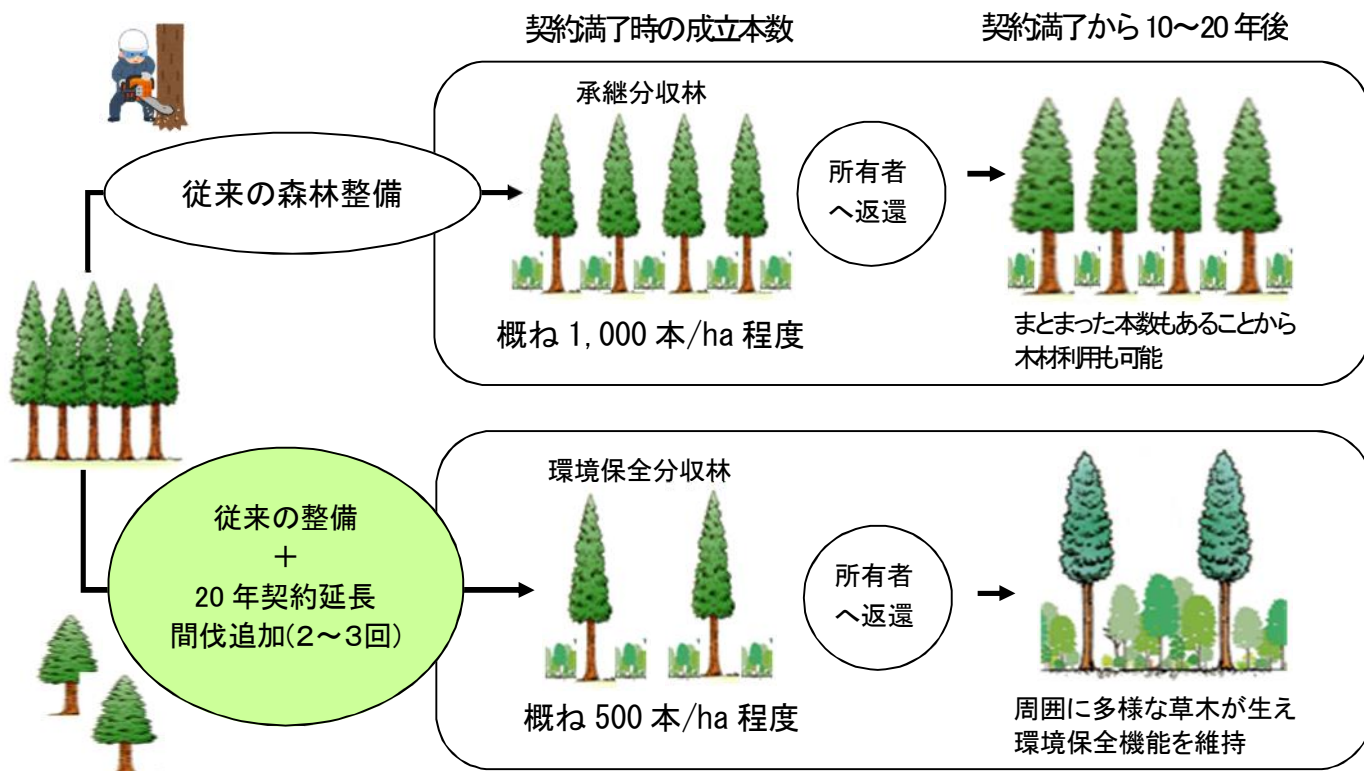 契約満了時の成立本数
契約満了から10～20年後
従来の森林整備
承継分収林
概ね1,000本/ha程度
所有者
へ返還
まとまった本数もあることから
木材利用も可能
従来の整備
＋
20年契約延長
間伐追加(２～３回)
環境保全分収林
概ね500本/ha程度
所有者
へ返還
周囲に多様な草木が生え
環境保全機能を維持